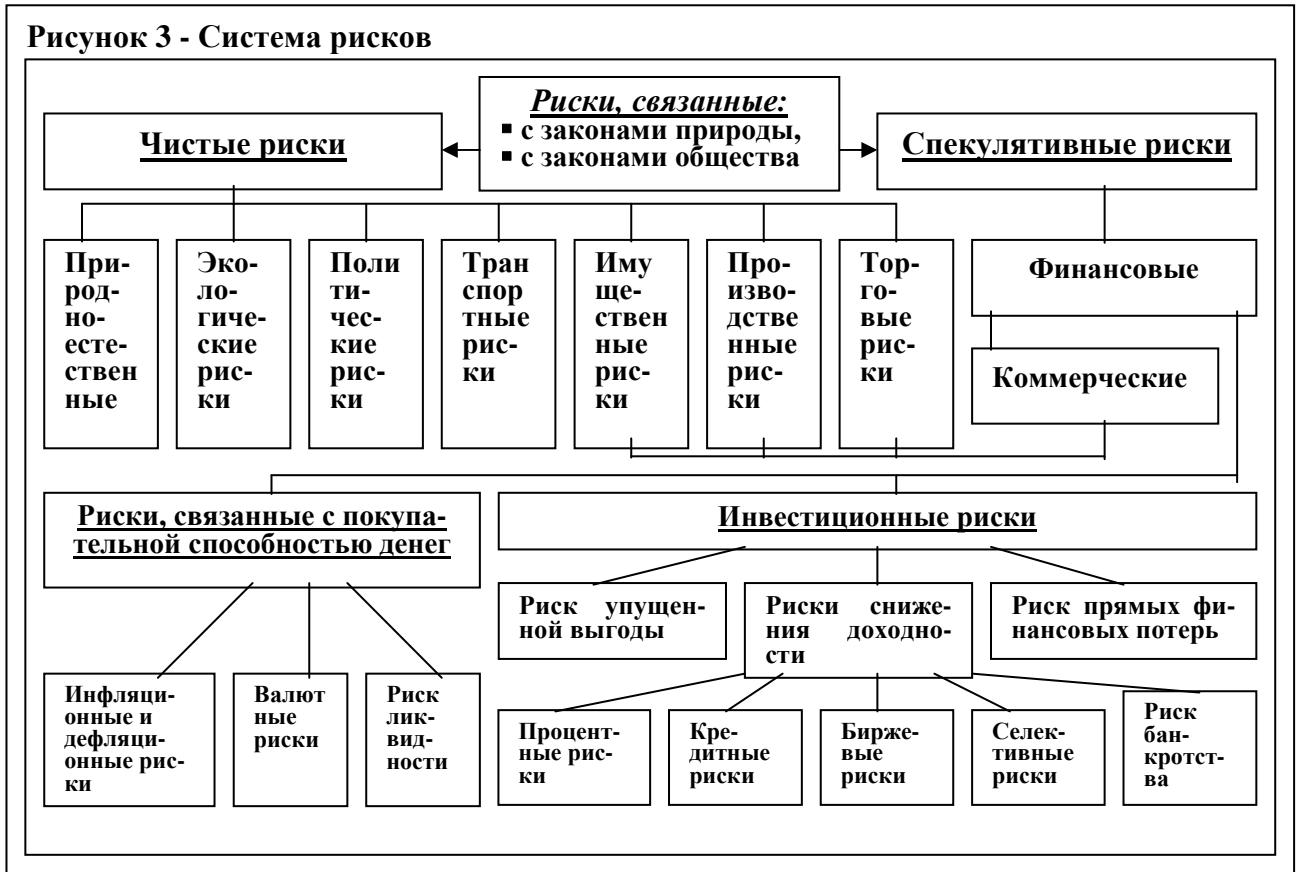 Рисунок 3 - Система рисков
Риски, связанные:
▪ с законами природы,
▪ с законами общества
Чистые риски
Спекулятивные риски
При-
род-
но-
есте-
ствен
ные
Эко-
ло-
гиче-
ские
рис-
ки
Поли
ти-
чес-
кие
рис-
ки
Тран
спор
тные
рис-
ки
Иму
ще-
ствен
ные
рис-
ки
Про-
изво-
дстве
нные
рис-
ки
Тор-
го-
вые
рис-
ки
Финансовые
Коммерческие
Риски, связанные с покупа-
тельной способностью денег
Инвестиционные риски
Риск упущен-
ной выгоды
Риски сниже-
ния доходно-
сти
Риск прямых фи-
нансовых потерь
Инфляци-
онные и
дефляци-
онные рис-
ки
Валют
ные
риски
Риск
лик-
вид-
ности
Процент-
ные рис-
ки
Кре-
дитные
риски
Бирже-
вые
риски
Селек-
тивные
риски
Риск
бан-
кротст-
ва